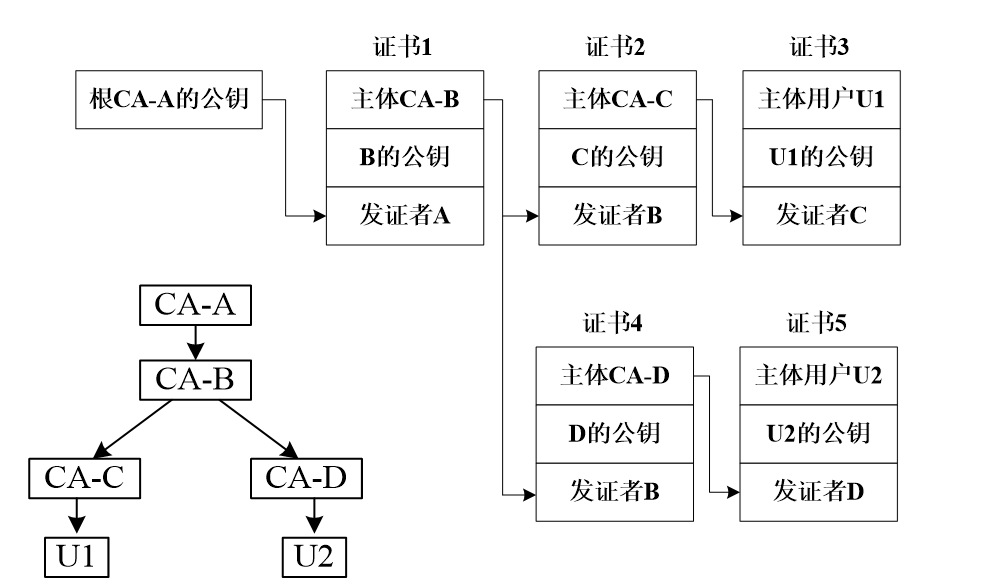 证书1
证书2
证书3
根CA-A的公钥
主体CA-B
主体CA-C
主体用户U1
B的公钥
C的公钥
U1的公钥
发证者A
发证者B
发证者C
CA-A
CA-B
CA-C
CA-D
U1
U2
证书4
证书5
主体CA-D
主体用户U2
D的公钥
U2的公钥
发证者B
发证者D